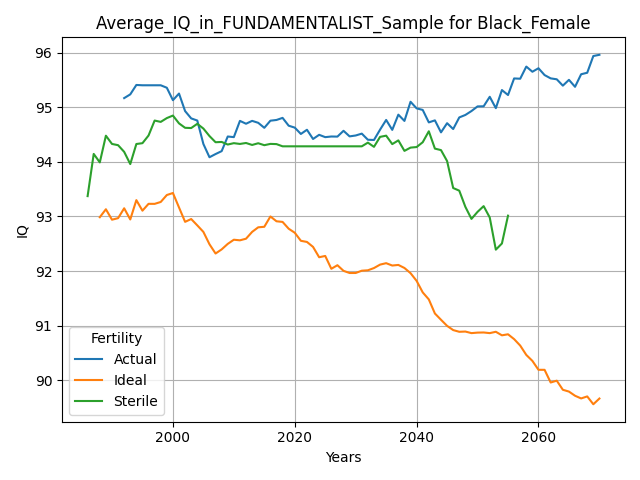 Average_IQ_in_FUNDAMENTALIST_Sample for Black_Female
96
95
94
93
92
91
90
IQ
Fertility
Actual
Ideal
Sterile
2000 2020 2040 2060
Years